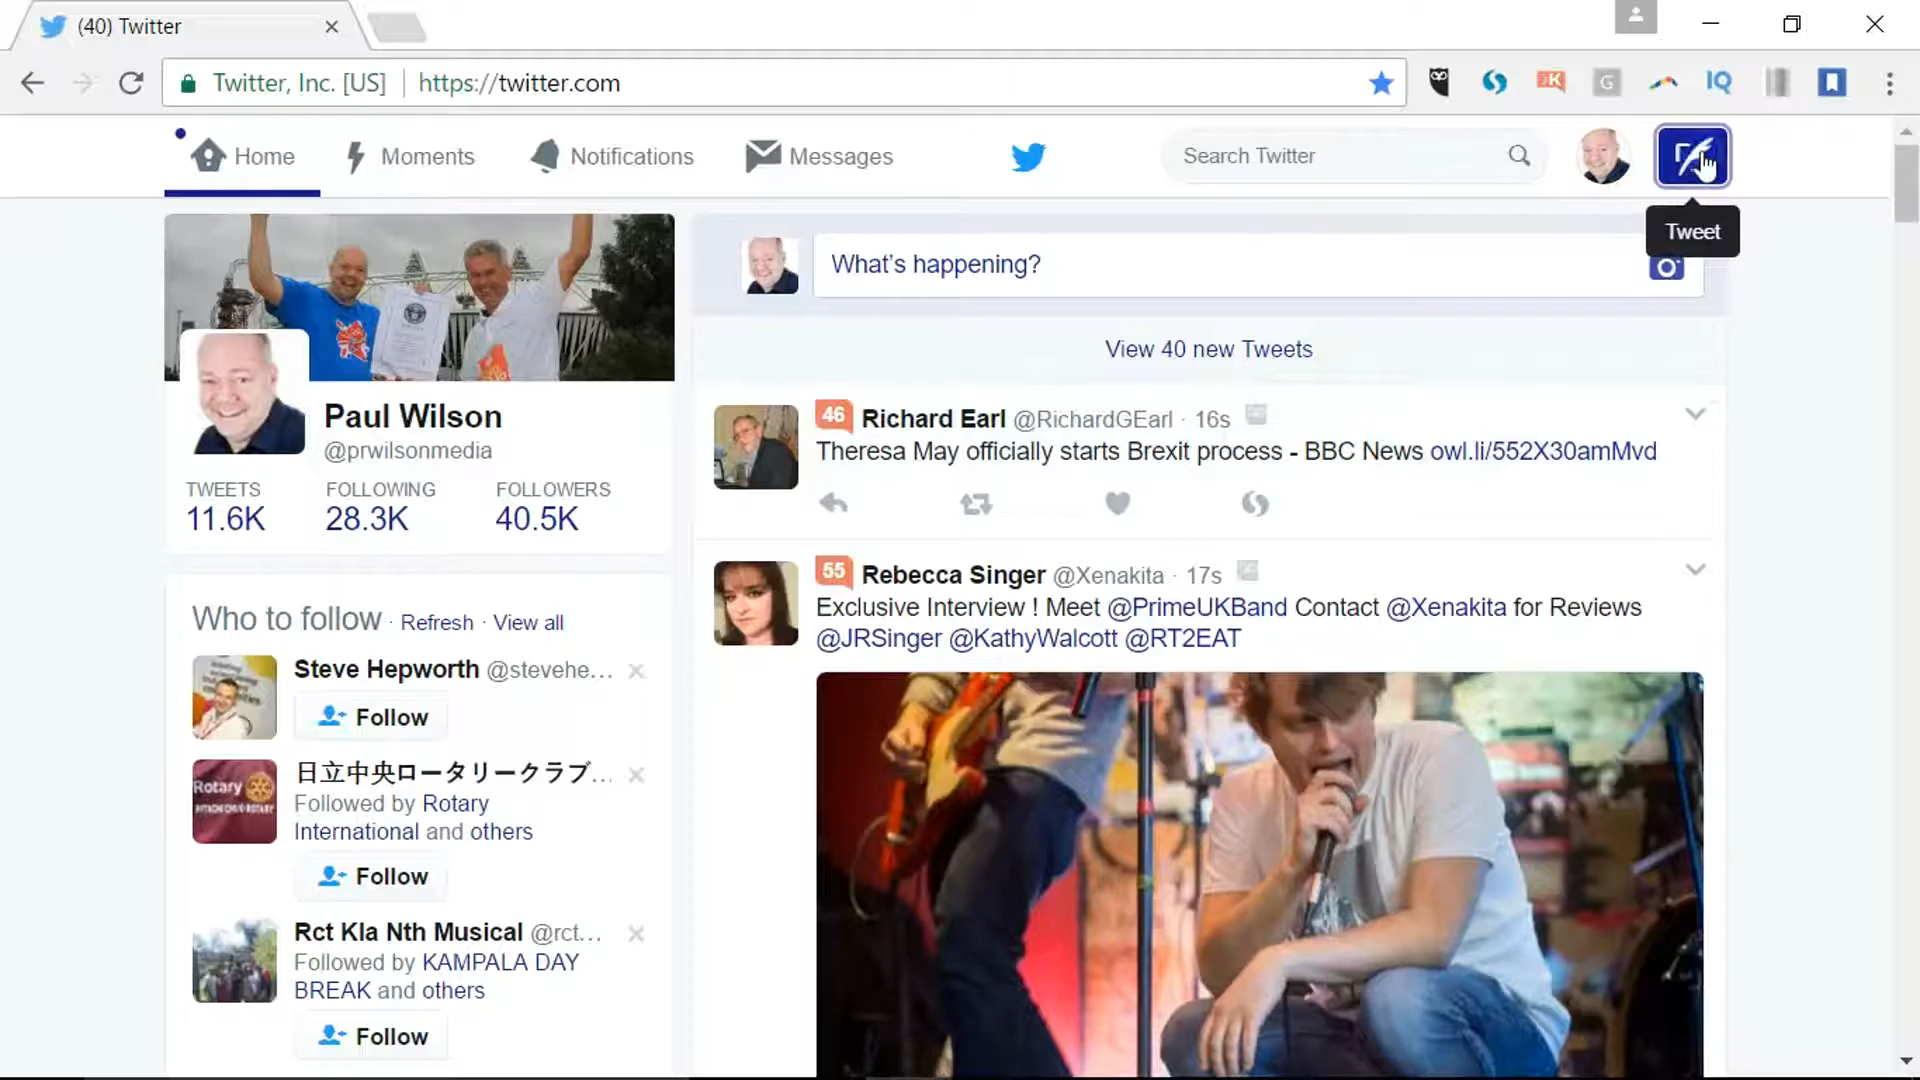 (40) Twitter
Twitter, Inc. [US] https://twitter.com
Home Moments Notifications Messages Search Twitter
Tweet
What's happening?
View 40 new Tweets
Paul Wilson
@prwilsonmedia
TWEETS FOLLOWING FOLLOWERS
11.6K 28.3K 40.5K
Who to follow · Refresh · View all
Steve Hepworth @stevehe...
Follow
日立中央ロータリークラブ...
Rotary
Followed by Rotary
International and others
Follow
Rct Kla Nth Musical @rct...
Followed by KAMPALA DAY
BREAK and others
Follow
46 Richard Earl @RichardGEarl · 16s
Theresa May officially starts Brexit process - BBC News owl.li/552X30amMvd
55 Rebecca Singer @Xenakita · 17s
Exclusive Interview ! Meet @PrimeUKBand Contact @Xenakita for Reviews
@JRSinger @KathyWalcott @RT2EAT